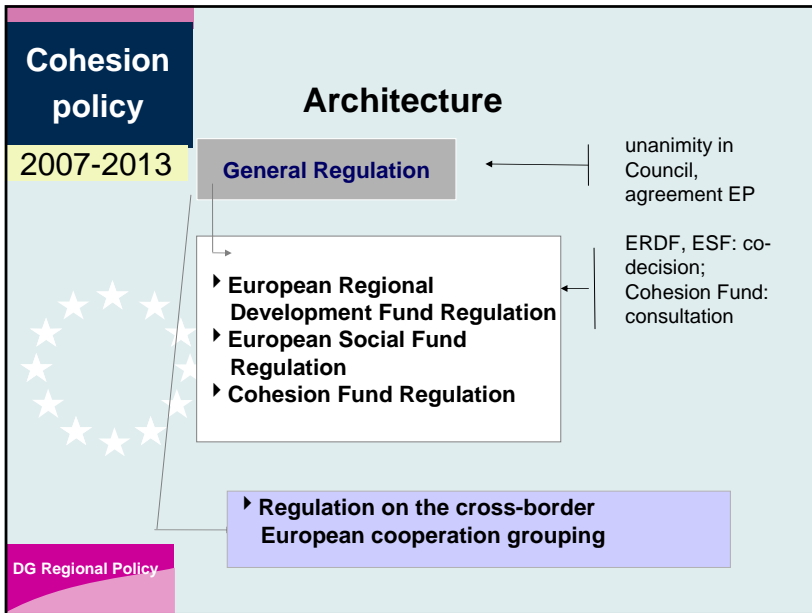 Cohesion
policy
2007-2013
Architecture
General Regulation
unanimity in
Council,
agreement EP
European Regional
Development Fund Regulation
European Social Fund
Regulation
Cohesion Fund Regulation
ERDF, ESF: co-
decision;
Cohesion Fund:
consultation
Regulation on the cross-border
European cooperation grouping
DG Regional Policy